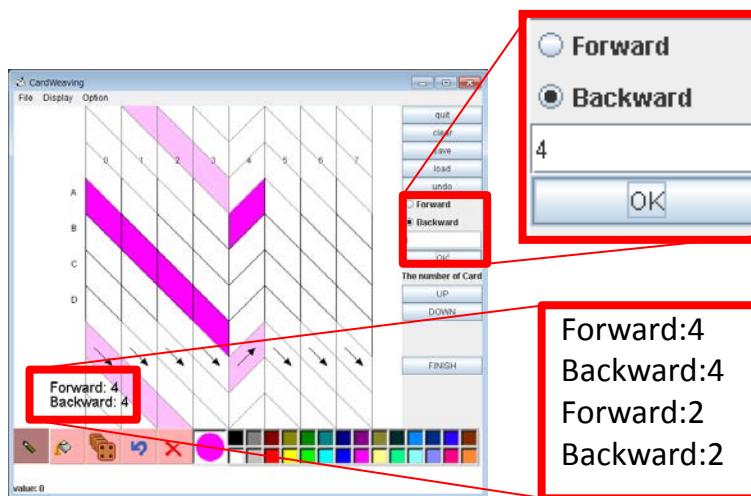 CardWeaving
File Display Option
0 1 2 3 4 5 6 7
A
B
C
D
quit
clear
save
load
undo
Forward
Backward
OK
The number of Card
UP
DOWN
FINISH
Forward: 4
Backward: 4
value: 0
Forward
Backward
4
OK
Forward:4
Backward:4
Forward:2
Backward:2